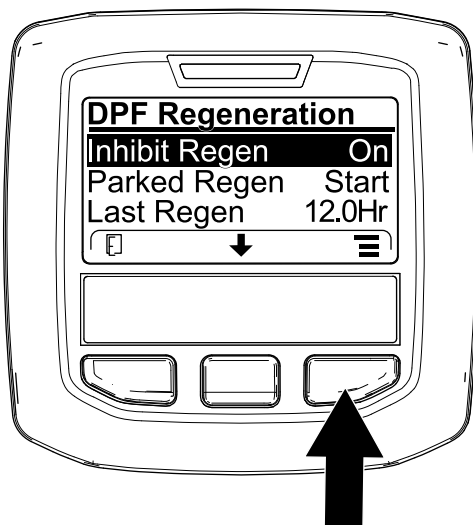 DPF Regeneration
Inhibit Regen On
Parked Regen Start
Last Regen 12.0Hr